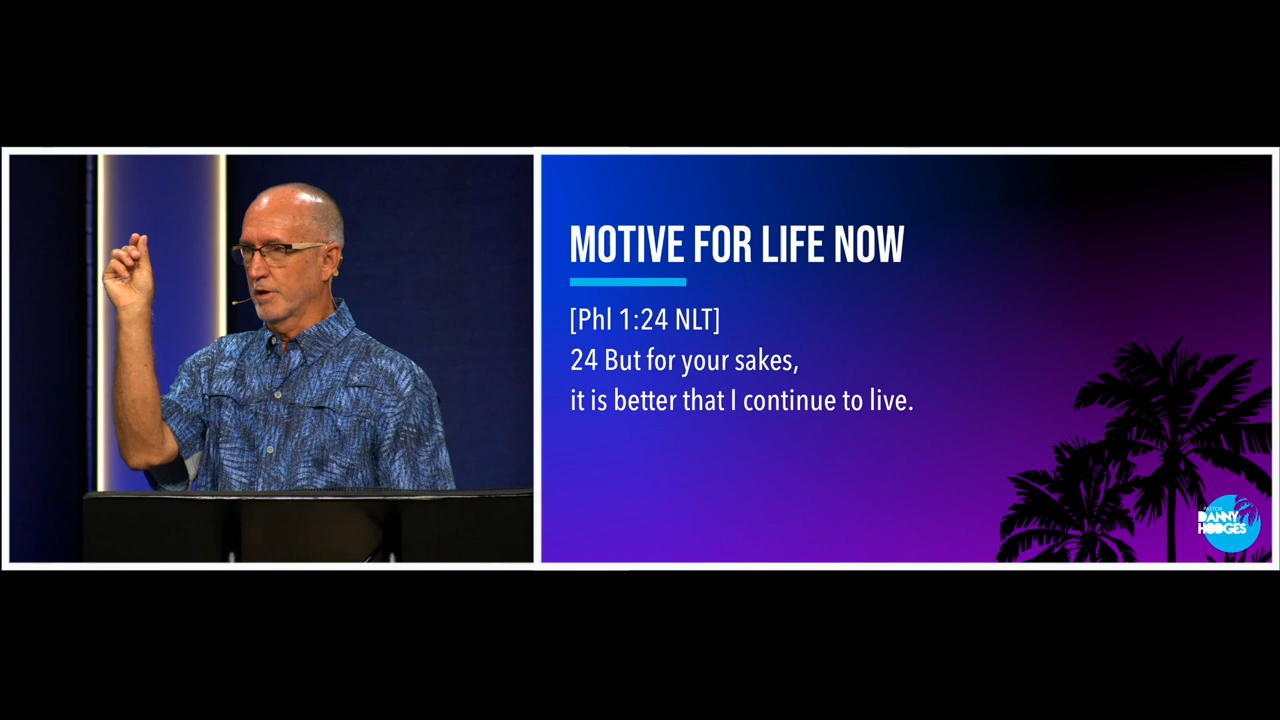 MOTIVE FOR LIFE NOW
[Phl 1:24 NLT]
24 But for your sakes,
it is better that I continue to live.
PASTOR
DANNY
HODGES